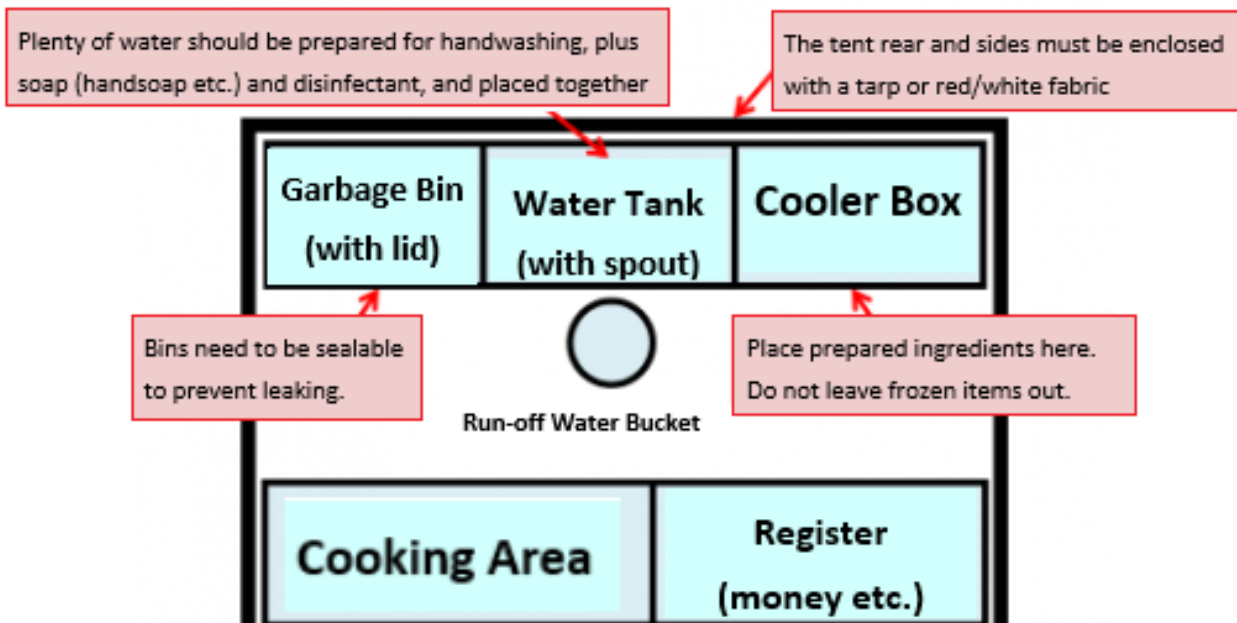 Plenty of water should be prepared for handwashing, plus
soap (handsoap etc.) and disinfectant, and placed together
The tent rear and sides must be enclosed
with a tarp or red/white fabric
Garbage Bin
(with lid)
Water Tank
(with spout)
Cooler Box
Bins need to be sealable
to prevent leaking.
Place prepared ingredients here.
Do not leave frozen items out.
Run-off Water Bucket
Cooking Area
Register
(money etc.)